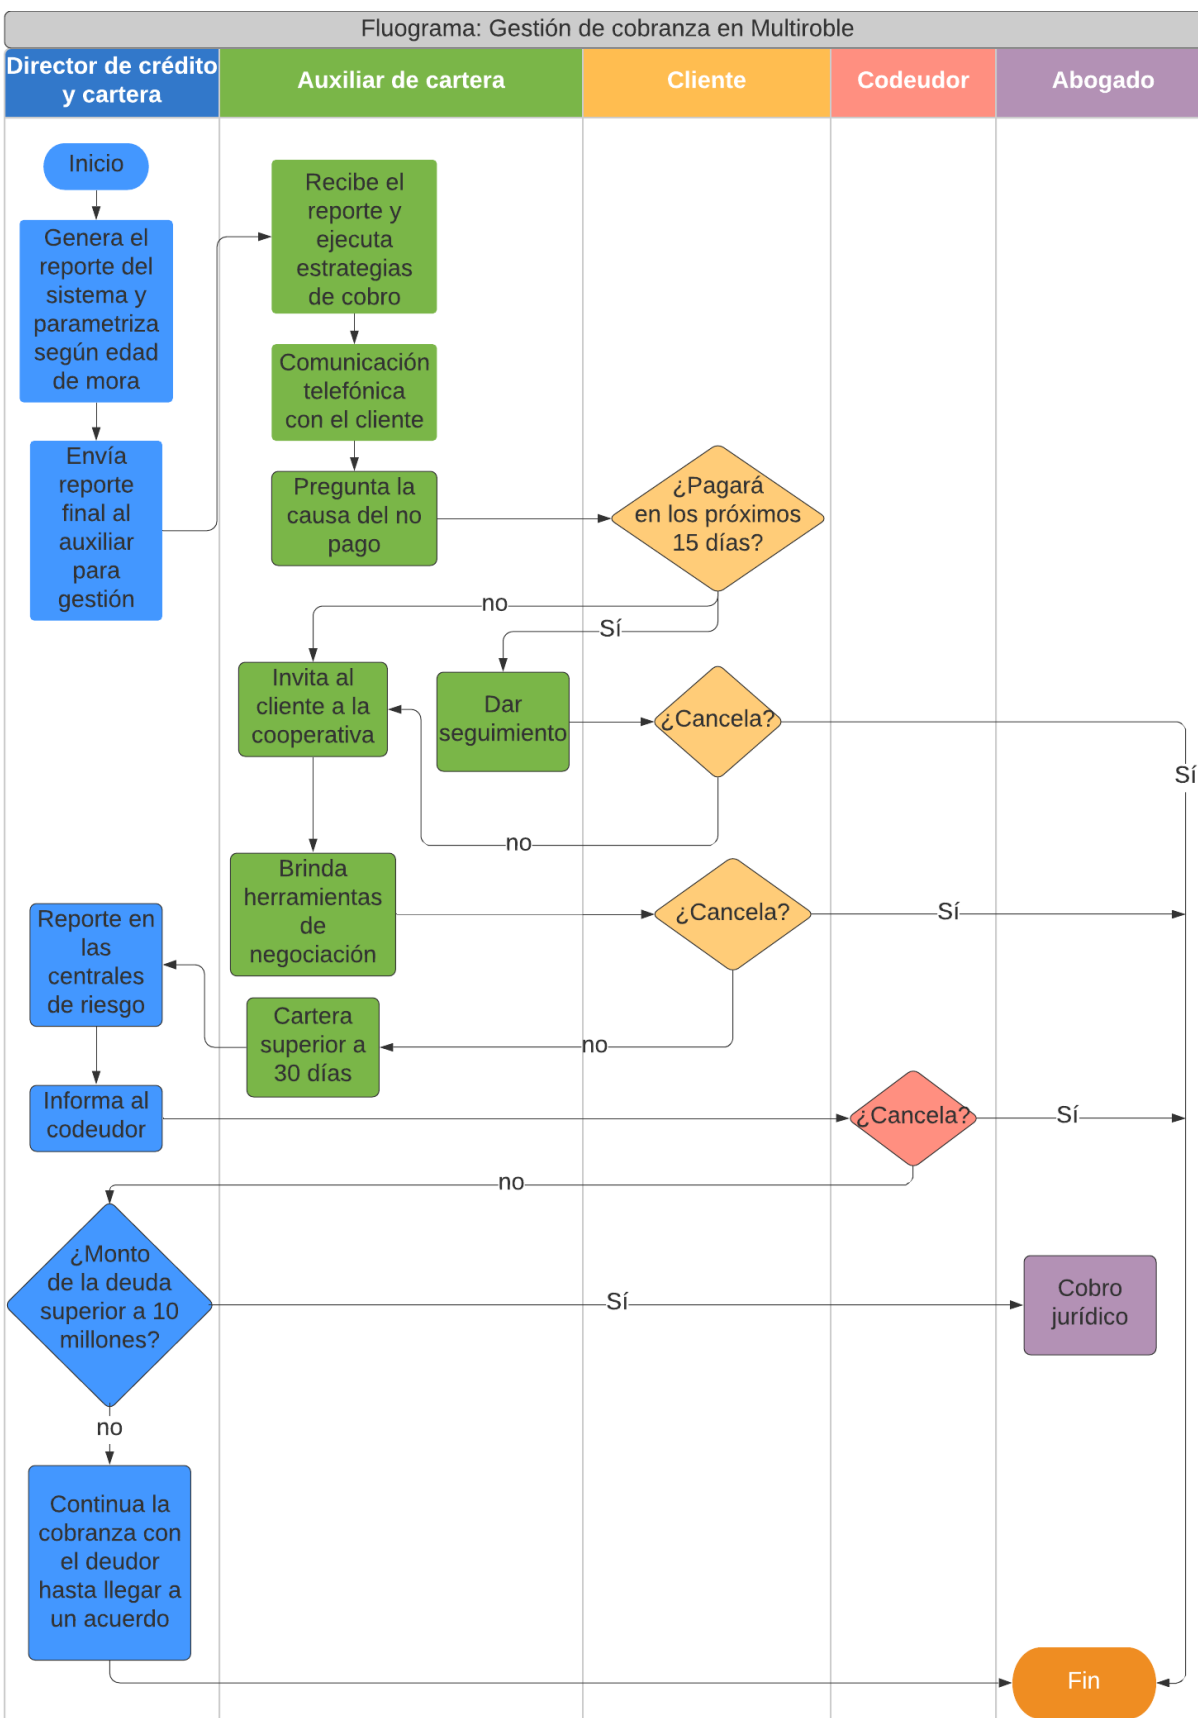 Fluograma: Gestión de cobranza en Multiroble
Director de crédito
y cartera
Auxiliar de cartera
Cliente
Codeudor
Abogado
Inicio
Genera el
reporte del
sistema y
parametriza
según edad
de mora
Envía
reporte
final al
auxiliar
para
gestión
Recibe el
reporte y
ejecuta
estrategias
de cobro
Comunicación
telefónica
con el cliente
Pregunta la
causa del no
pago
¿Pagará
en los próximos
15 días?
no
Sí
Invita al
cliente a la
cooperativa
Dar
seguimiento
¿Cancela?
Sí
no
Brinda
herramientas
de
negociación
¿Cancela?
Sí
no
Cartera
superior a
30 días
Reporte en
las
centrales
de riesgo
Informa al
codeudor
¿Cancela?
Sí
no
¿Monto
de la deuda
superior a 10
millones?
Sí
Cobro
jurídico
no
Continua la
cobranza con
el deudor
hasta llegar a
un acuerdo
Fin